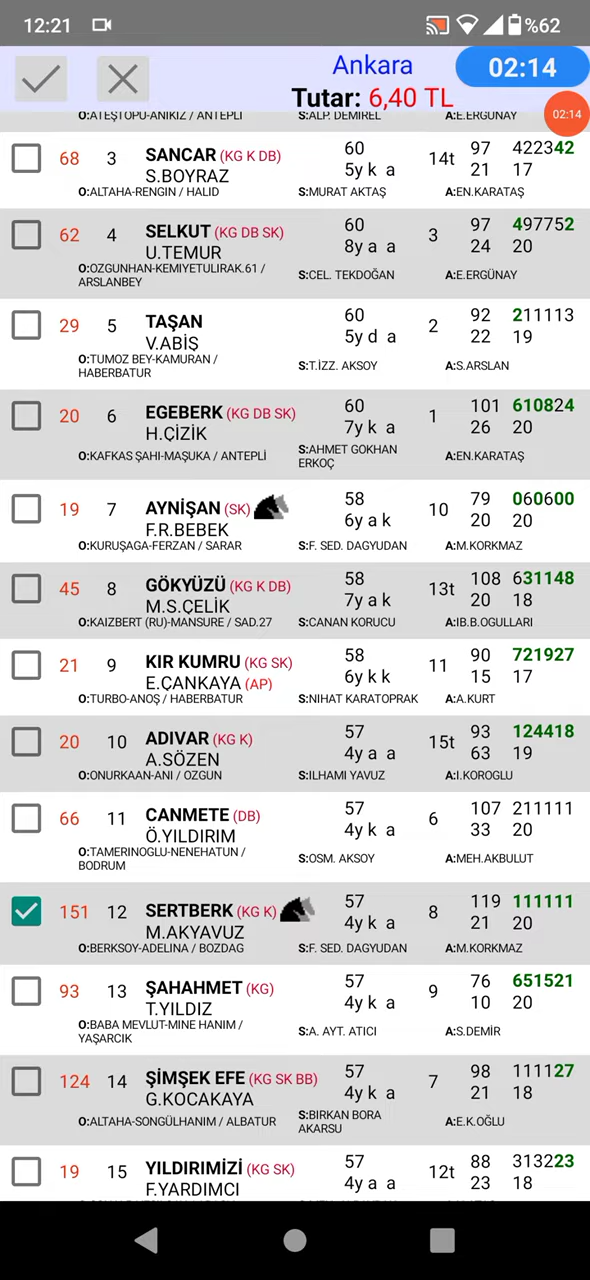 12:21 %62
Ankara
02:14
Tutar: 6,40 TL
02:14
O:ATEŞTOPU-ANIKIZ / ANTEPLİ S:ALP. DEMİREL A:E.ERGÜNAY
68 3 SANCAR (KG K DB) 60 14t 97 422342
S.BOYRAZ 5y k a 21 17
O:ALTAHA-RENGIN / HALID S:MURAT AKTAŞ A:EN.KARATAŞ
62 4 SELKUT (KG DB SK) 60 3 97 497752
U.TEMUR 8y a a 24 20
O:OZGUNHAN-KEMIYETULIRAK.61 / S:CEL. TEKDOĞAN A:E.ERGÜNAY
ARSLANBEY
29 5 TAŞAN 60 2 92 211113
V.ABİŞ 5y d a 22 19
O:TUMOZ BEY-KAMURAN / S:T.İZZ. AKSOY A:S.ARSLAN
HABERBATUR
20 6 EGEBERK (KG DB SK) 60 1 101 610824
H.ÇİZİK 7y k a 26 20
O:KAFKAS ŞAHI-MAŞUKA / ANTEPLİ S:AHMET GOKHAN A:EN.KARATAŞ
ERKOÇ
19 7 AYNİŞAN (SK) 58 10 79 060600
F.R.BEBEK 6y a k 20 20
O:KURUŞAGA-FERZAN / SARAR S:F. SED. DAGYUDAN A:M.KORKMAZ
45 8 GÖKYÜZÜ (KG K DB) 58 13t 108 631148
M.S.ÇELİK 7y a k 20 18
O:KAIZBERT (RU)-MANSURE / SAD.27 S:CANAN KORUCU A:IB.B.OGULLARI
21 9 KIR KUMRU (KG SK) 58 11 90 721927
E.ÇANKAYA (AP) 6y k k 15 17
O:TURBO-ANOŞ / HABERBATUR S:NIHAT KARATOPRAK A:A.KURT
20 10 ADIVAR (KG K) 57 15t 93 124418
A.SÖZEN 4y a a 63 19
O:ONURKAAN-ANI / OZGUN S:ILHAMI YAVUZ A:I.KOROGLU
66 11 CANMETE (DB) 57 6 107 211111
Ö.YILDIRIM 4y k a 33 20
O:TAMERINOGLU-NENEHATUN / S:OSM. AKSOY A:MEH.AKBULUT
BODRUM
151 12 SERTBERK (KG K) 57 8 119 111111
M.AKYAVUZ 4y k a 21 20
O:BERKSOY-ADELINA / BOZDAG S:F. SED. DAGYUDAN A:M.KORKMAZ
93 13 ŞAHAHMET (KG) 57 9 76 651521
T.YILDIZ 4y k a 10 20
O:BABA MEVLUT-MINE HANIM / S:A. AYT. ATICI A:S.DEMİR
YAŞARCIK
124 14 ŞİMŞEK EFE (KG SK BB) 57 7 98 111127
G.KOCAKAYA 4y k a 21 18
O:ALTAHA-SONGÜLHANIM / ALBATUR S:BIRKAN BORA A:E.K.OĞLU
AKARSU
19 15 YILDIRIMİZİ (KG SK) 57 12t 88 313223
F.YARDIMCI 4y a a 23 18